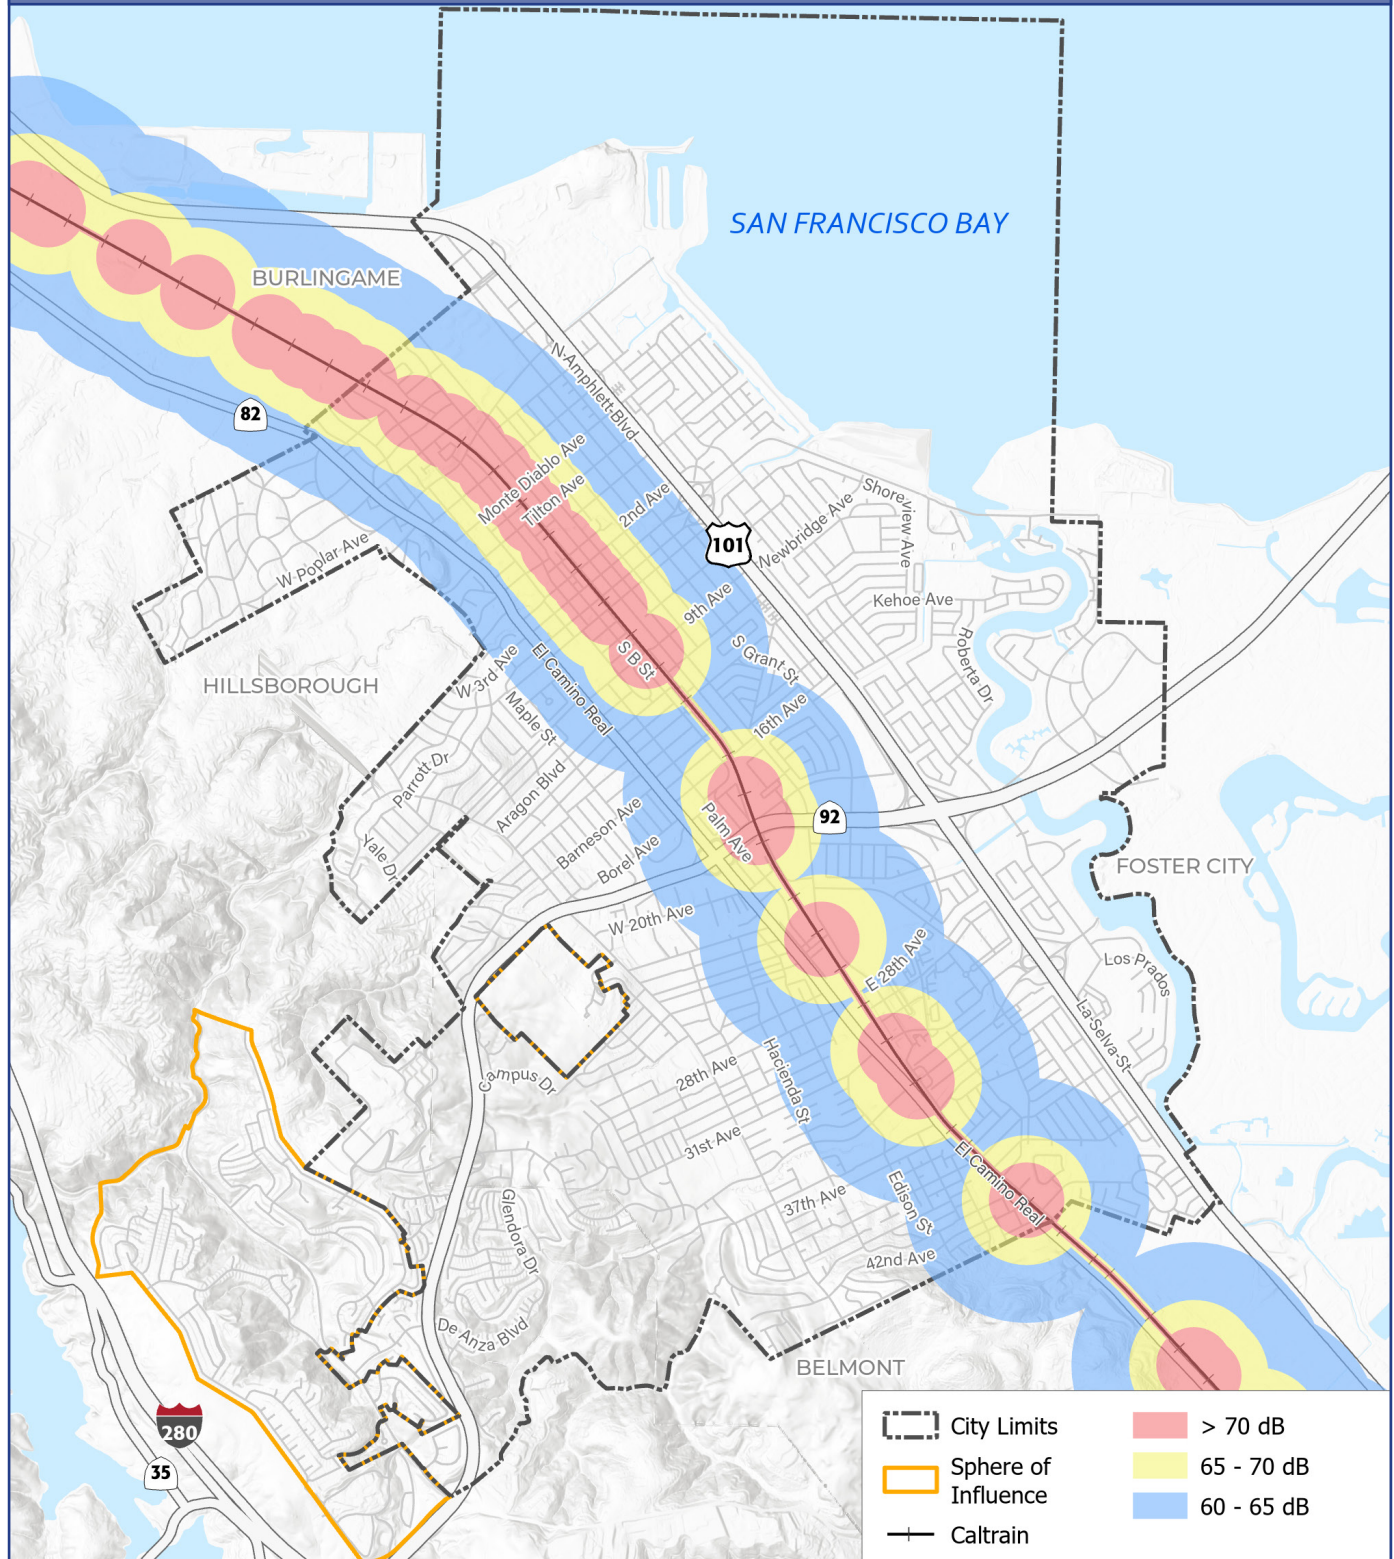 SAN FRANCISCO BAY
BURLINGAME
82
N Amphlett Blvd
Monte Diablo Ave
Tilton Ave
2nd Ave
101
Shoreview Ave
Newbridge Ave
W Poplar Ave
9th Ave
Kehoe Ave
S B St
S Grant St
Roberta Dr
El Camino Real
W 3rd Ave
HILLSBOROUGH
Maple St
16th Ave
Parrott Dr
Aragon Blvd
92
Palm Ave
Barneson Ave
Borel Ave
Yale Dr
FOSTER CITY
W 20th Ave
E 28th Ave
Los Prados
La Selva St
Campus Dr
28th Ave
Hacienda St
31st Ave
El Camino Real
37th Ave
Edison St
Glendora Dr
42nd Ave
De Anza Blvd
BELMONT
280
35
City Limits
Sphere of
Influence
Caltrain
> 70 dB
65 - 70 dB
60 - 65 dB